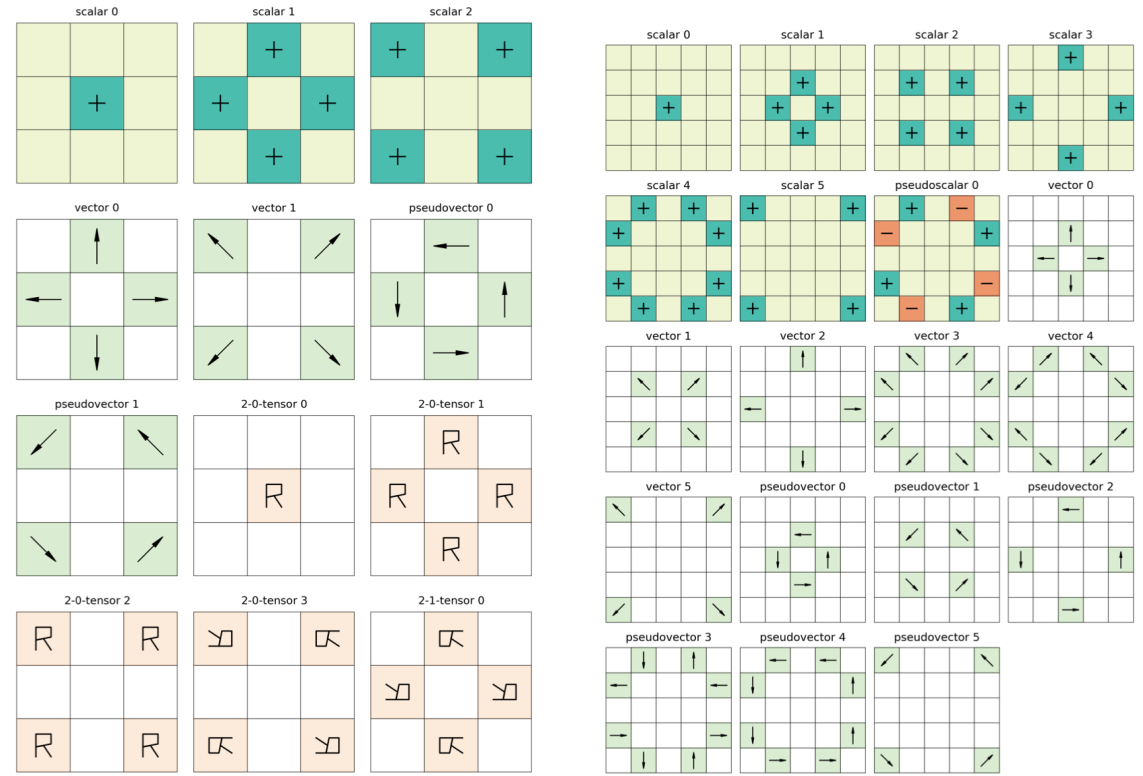 scalar 0 scalar 1 scalar 2
vector 0 vector 1 pseudovector 0
pseudovector 1 2-0-tensor 0 2-0-tensor 1
2-0-tensor 2 2-0-tensor 3 2-1-tensor 0
scalar 0 scalar 1 scalar 2 scalar 3
scalar 4 scalar 5 pseudoscalar 0 vector 0
vector 1 vector 2 vector 3 vector 4
vector 5 pseudovector 0 pseudovector 1 pseudovector 2
pseudovector 3 pseudovector 4 pseudovector 5